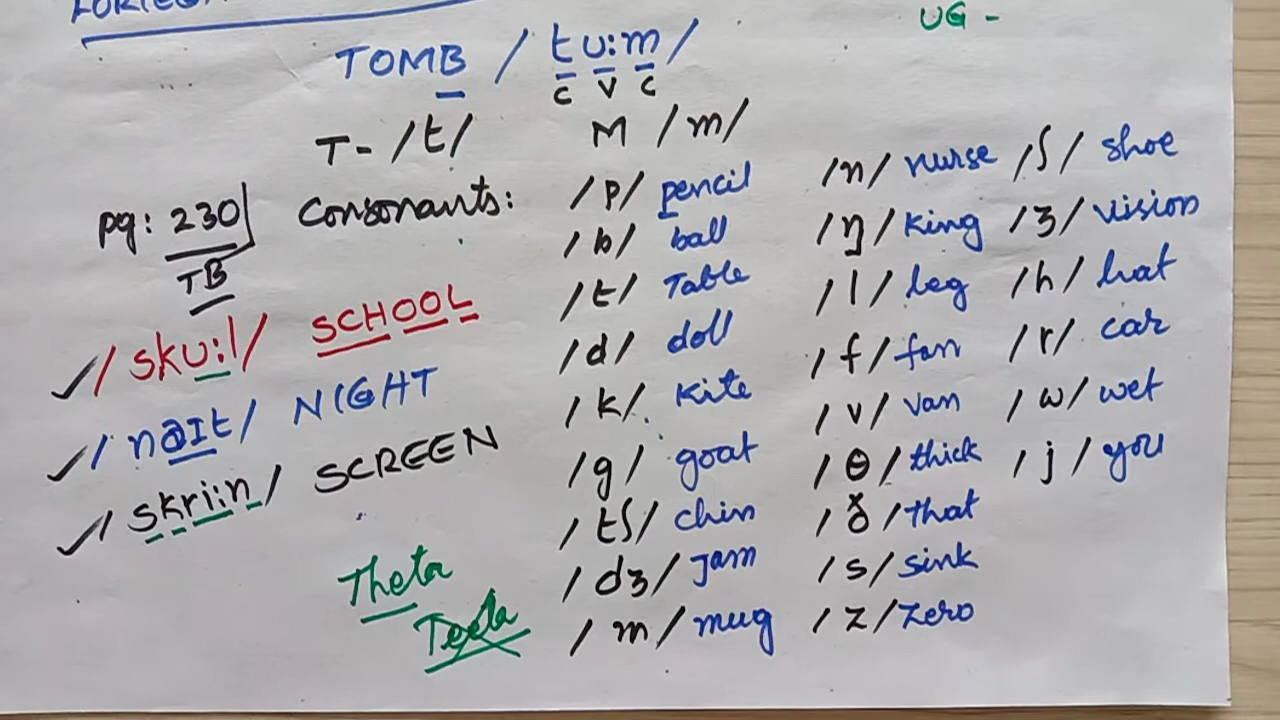 UG -
TOMB / tu:m /
C V C
T - /t/ M /m/
pg: 230 Consonants:
TB
/p/ pencil /n/ nurse /ʃ/ shoe
/b/ ball /ŋ/ King /ʒ/ vision
/t/ Table /l/ leg /h/ hat
/d/ doll /f/ fan /r/ car
/k/ Kite /v/ van /w/ wet
/g/ goat /θ/ thick /j/ you
/tʃ/ chin /ð/ that
/dʒ/ Jam /s/ sink
/m/ mug /z/ Zero
/sku:l/ SCHOOL
/naIt/ NIGHT
/skri:n/ SCREEN
Theta